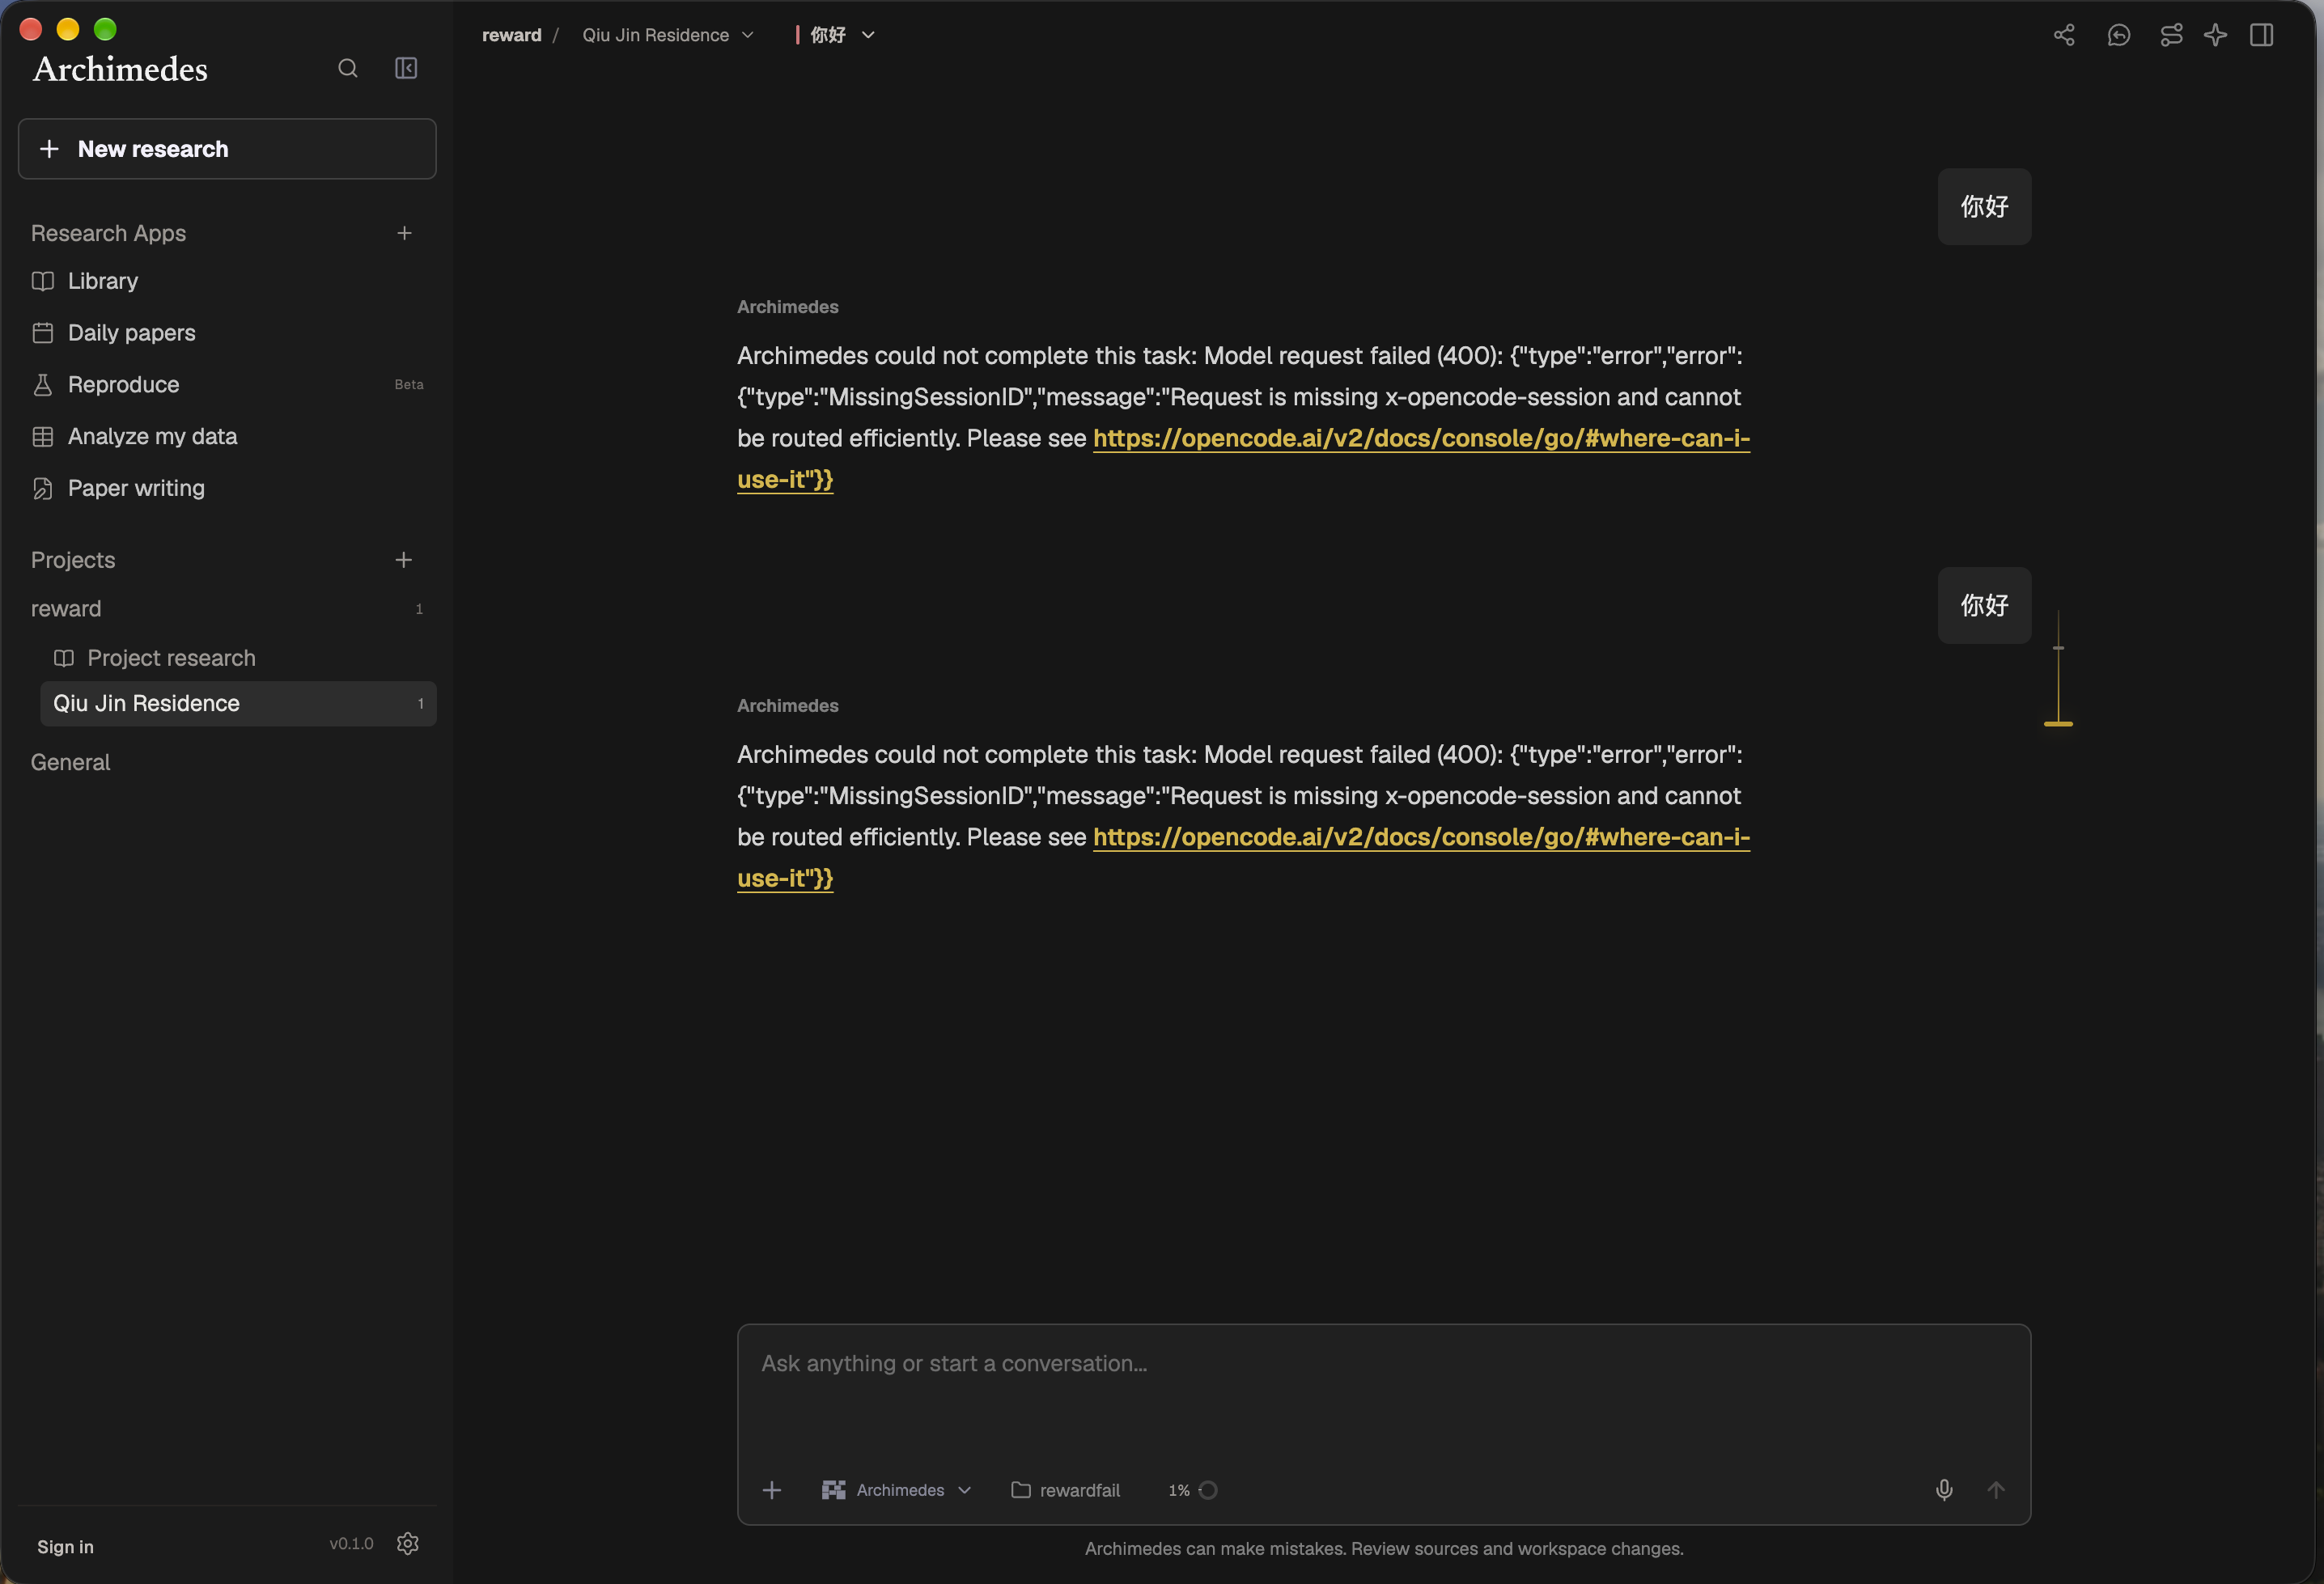 Archimedes
New research
Research Apps
Library
Daily papers
Reproduce
Beta
Analyze my data
Paper writing
Projects
reward
1
Project research
Qiu Jin Residence
1
General
Sign in
v0.1.0
reward / Qiu Jin Residence
你好
你好
Archimedes
Archimedes could not complete this task: Model request failed (400): {"type":"error","error":
{"type":"MissingSessionID","message":"Request is missing x-opencode-session and cannot
be routed efficiently. Please see https://opencode.ai/v2/docs/console/go/#where-can-i-
use-it"}}
你好
Archimedes
Archimedes could not complete this task: Model request failed (400): {"type":"error","error":
{"type":"MissingSessionID","message":"Request is missing x-opencode-session and cannot
be routed efficiently. Please see https://opencode.ai/v2/docs/console/go/#where-can-i-
use-it"}}
Ask anything or start a conversation...
Archimedes
rewardfail
1%
Archimedes can make mistakes. Review sources and workspace changes.